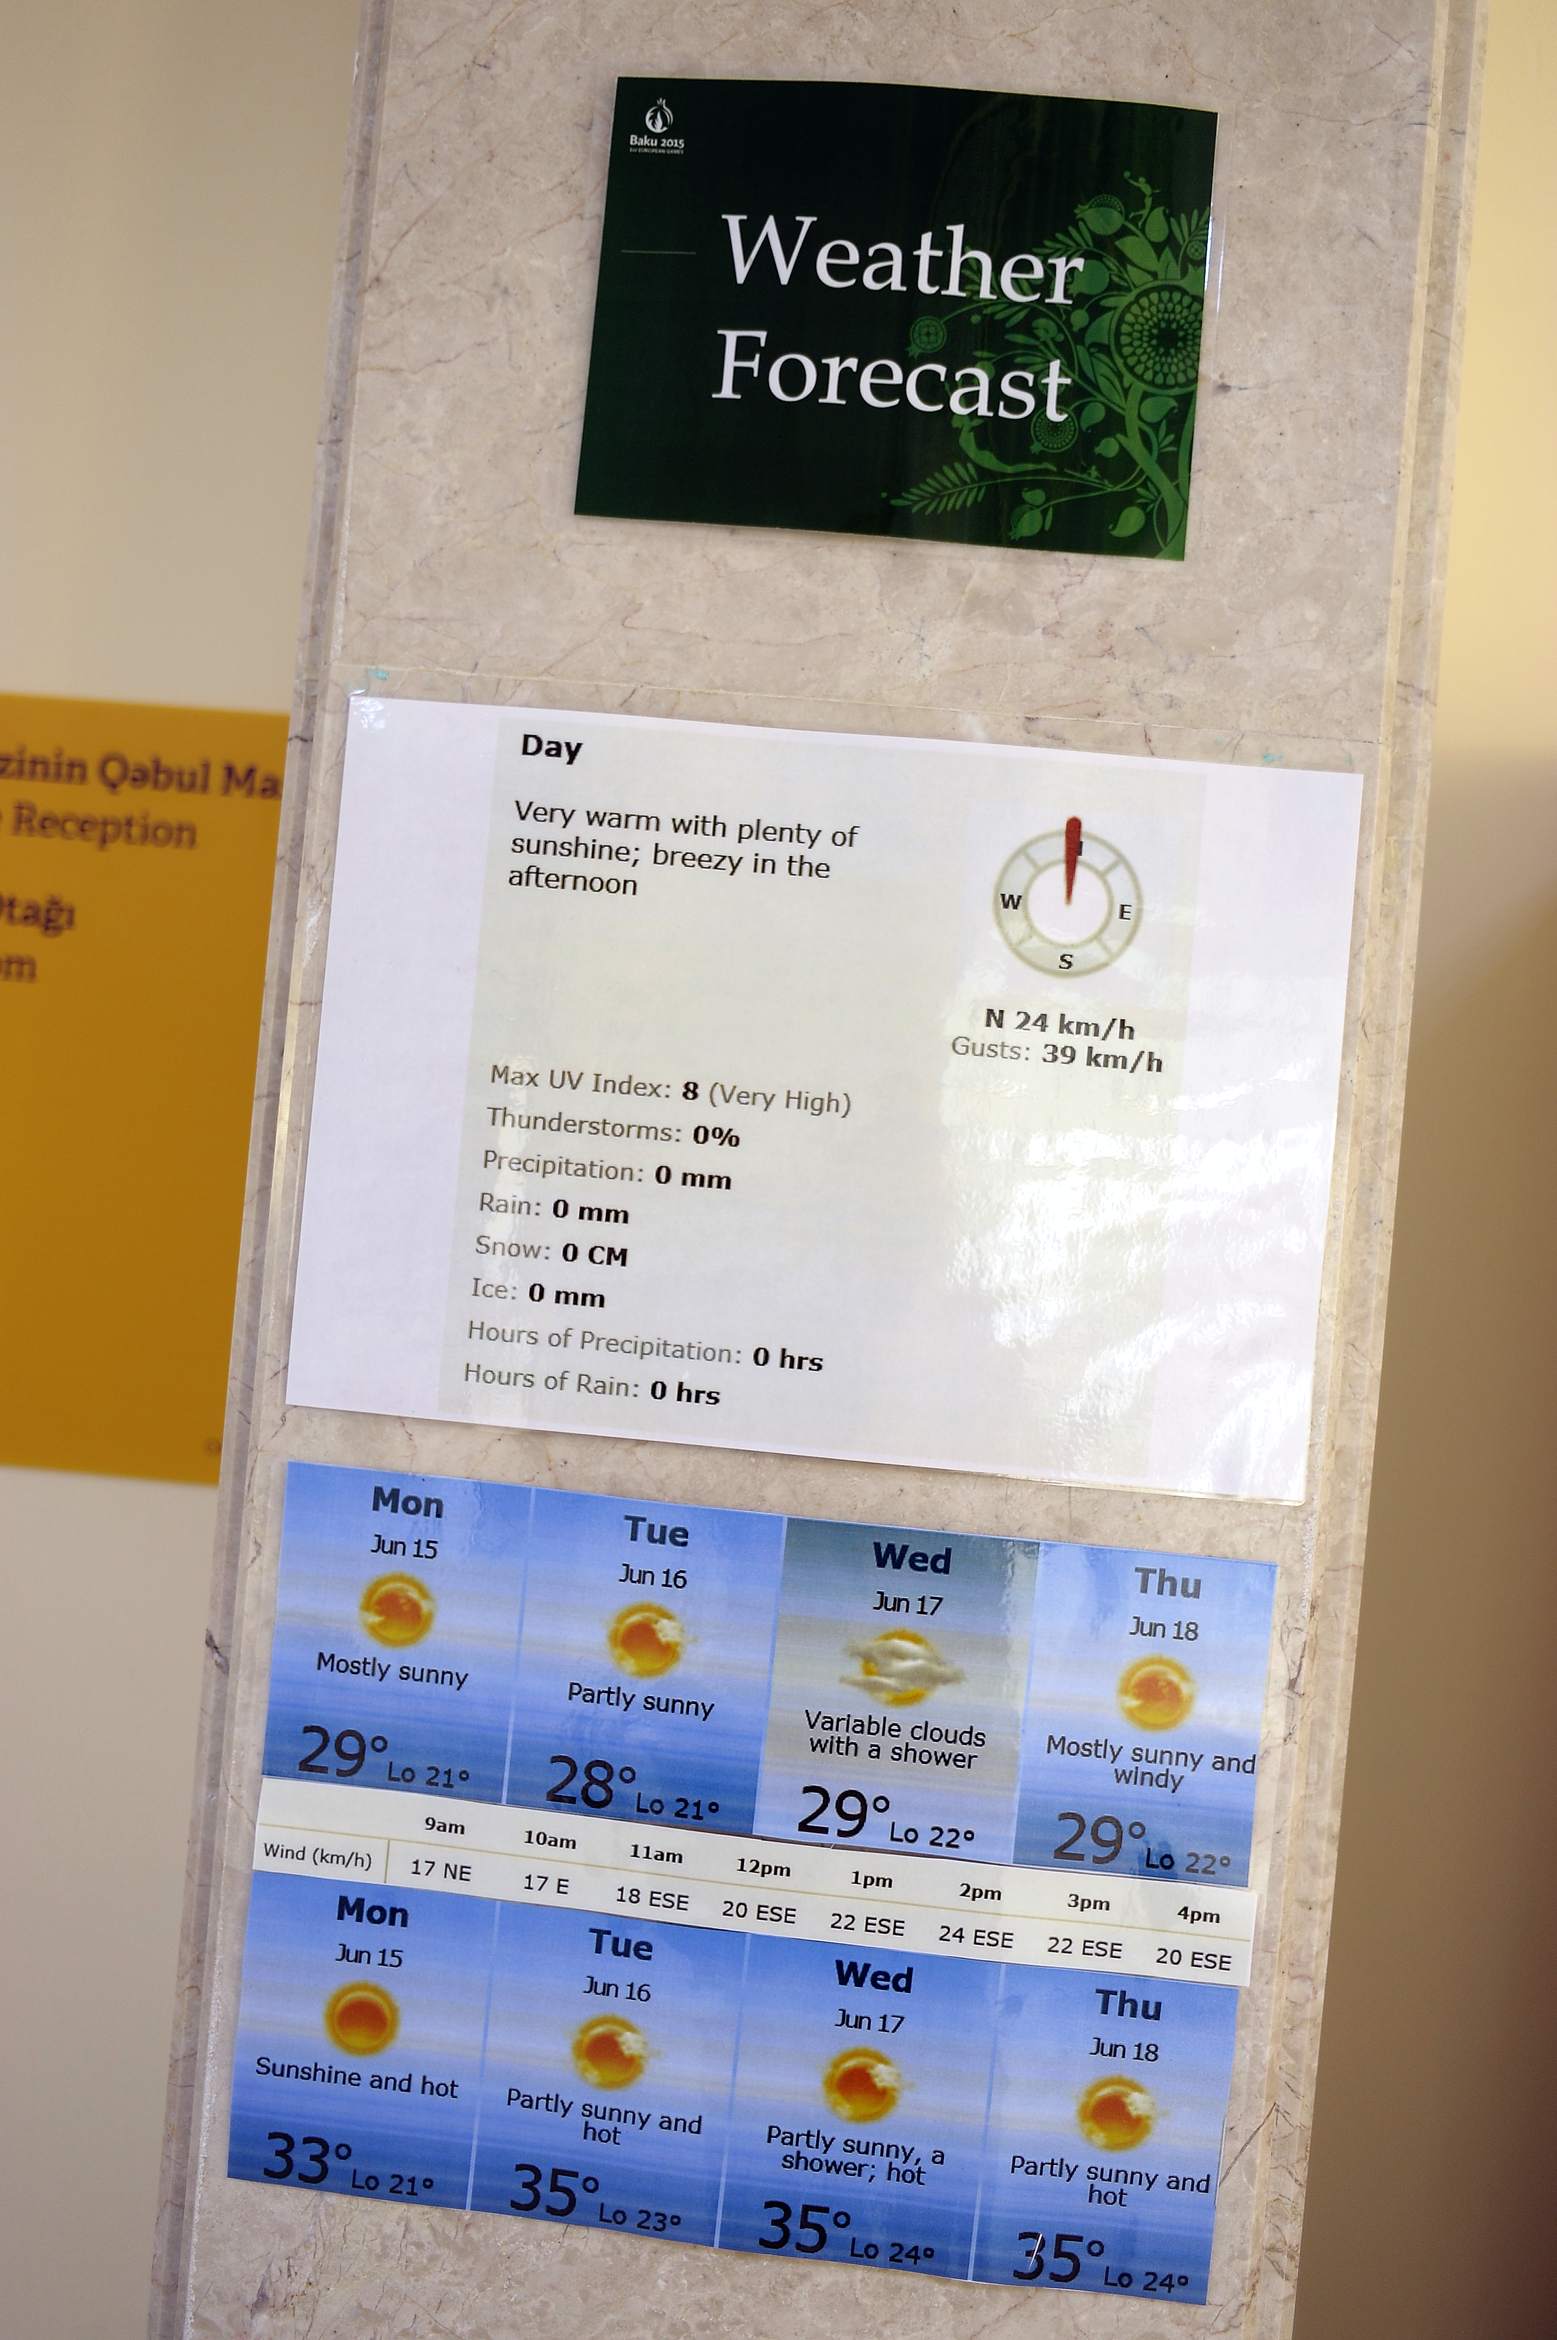 Baku 2015
1st EUROPEAN GAMES
Weather
Forecast
zinin Qəbul Ma
Reception
Otağı
om
Day
Very warm with plenty of
sunshine; breezy in the
afternoon
W
E
S
N 24 km/h
Gusts: 39 km/h
Max UV Index: 8 (Very High)
Thunderstorms: 0%
Precipitation: 0 mm
Rain: 0 mm
Snow: 0 CM
Ice: 0 mm
Hours of Precipitation: 0 hrs
Hours of Rain: 0 hrs
Mon
Jun 15
Mostly sunny
29° Lo 21°
Tue
Jun 16
Partly sunny
28° Lo 21°
Wed
Jun 17
Variable clouds
with a shower
29° Lo 22°
Thu
Jun 18
Mostly sunny and
windy
29° Lo 22°
9am 10am 11am 12pm 1pm 2pm 3pm 4pm
Wind (km/h) 17 NE 17 E 18 ESE 20 ESE 22 ESE 24 ESE 22 ESE 20 ESE
Mon
Jun 15
Sunshine and hot
33° Lo 21°
Tue
Jun 16
Partly sunny and
hot
35° Lo 23°
Wed
Jun 17
Partly sunny, a
shower; hot
35° Lo 24°
Thu
Jun 18
Partly sunny and
hot
35° Lo 24°